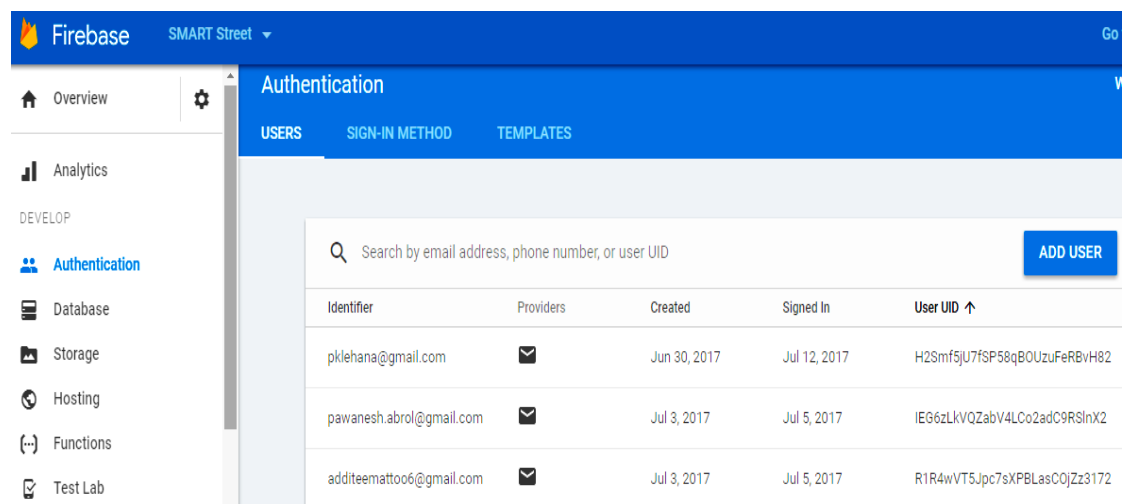 Firebase SMART Street Go
Overview
Authentication
USERS SIGN-IN METHOD TEMPLATES
Analytics
DEVELOP
Authentication
Database
Storage
Hosting
Functions
Test Lab
Search by email address, phone number, or user UID ADD USER
Identifier Providers Created Signed In User UID
pklehana@gmail.com Jun 30, 2017 Jul 12, 2017 H2Smf5jU7fSP58qBOUzuFeRBvH82
pawanesh.abrol@gmail.com Jul 3, 2017 Jul 5, 2017 IEG6zLkVQZabV4LCo2adC9RSlnX2
additeemattoo6@gmail.com Jul 3, 2017 Jul 5, 2017 R1R4wVT5Jpc7sXPBLasCOjZz3172